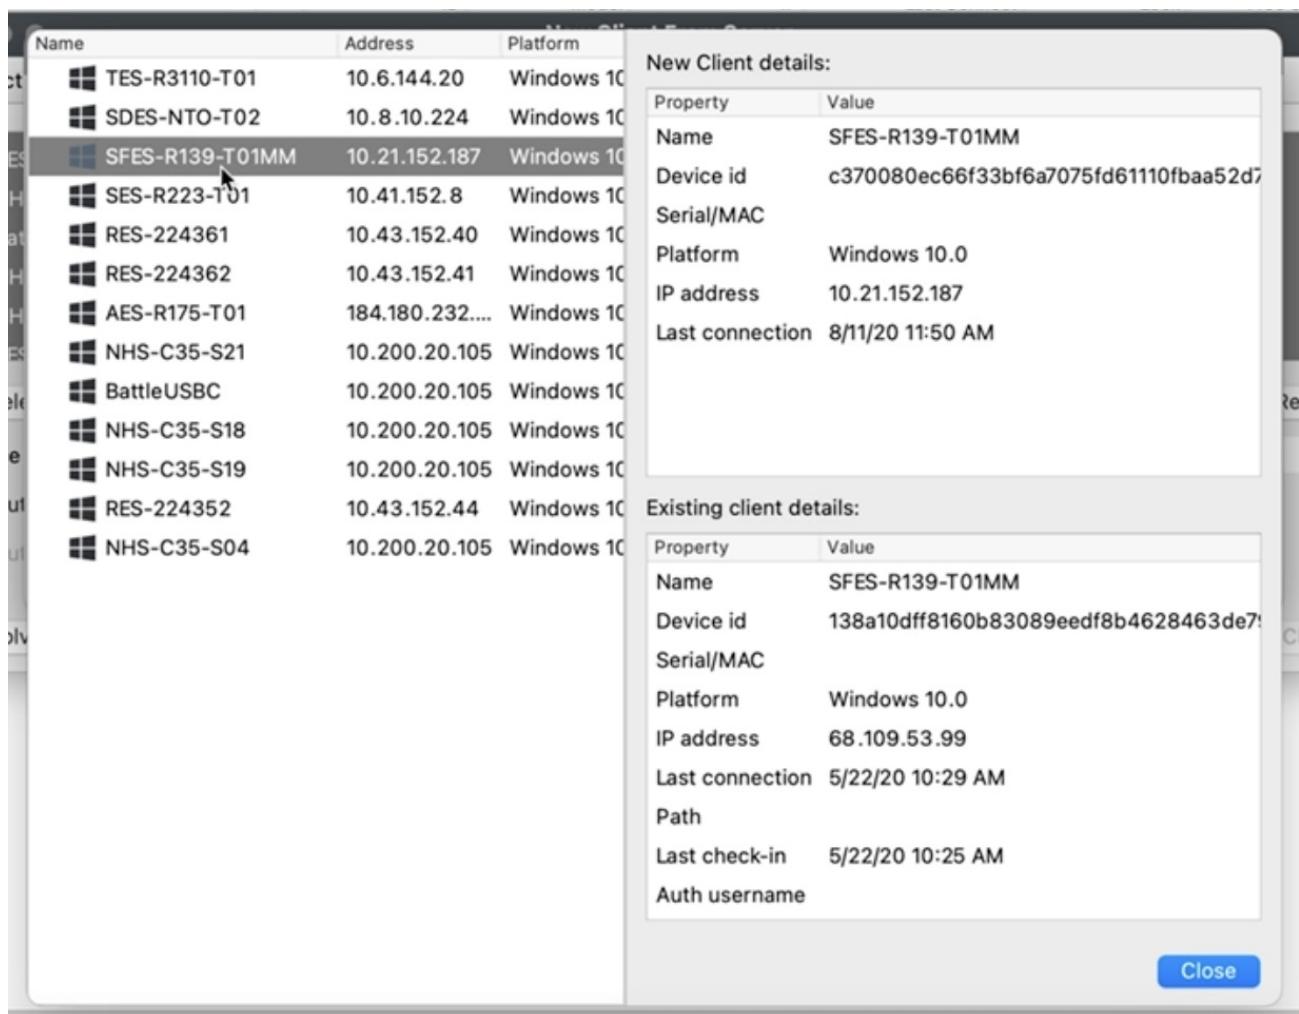 Name Address Platform
TES-R3110-T01 10.6.144.20 Windows 10
SDES-NTO-T02 10.8.10.224 Windows 10
SFES-R139-T01MM 10.21.152.187 Windows 10
SES-R223-T01 10.41.152.8 Windows 10
RES-224361 10.43.152.40 Windows 10
RES-224362 10.43.152.41 Windows 10
AES-R175-T01 184.180.232.... Windows 10
NHS-C35-S21 10.200.20.105 Windows 10
BattleUSBC 10.200.20.105 Windows 10
NHS-C35-S18 10.200.20.105 Windows 10
NHS-C35-S19 10.200.20.105 Windows 10
RES-224352 10.43.152.44 Windows 10
NHS-C35-S04 10.200.20.105 Windows 10
New Client details:
Property Value
Name SFES-R139-T01MM
Device id c370080ec66f33bf6a7075fd61110fbaa52d7
Serial/MAC
Platform Windows 10.0
IP address 10.21.152.187
Last connection 8/11/20 11:50 AM
Existing client details:
Property Value
Name SFES-R139-T01MM
Device id 138a10dff8160b83089eedf8b4628463de7
Serial/MAC
Platform Windows 10.0
IP address 68.109.53.99
Last connection 5/22/20 10:29 AM
Path
Last check-in 5/22/20 10:25 AM
Auth username
Close